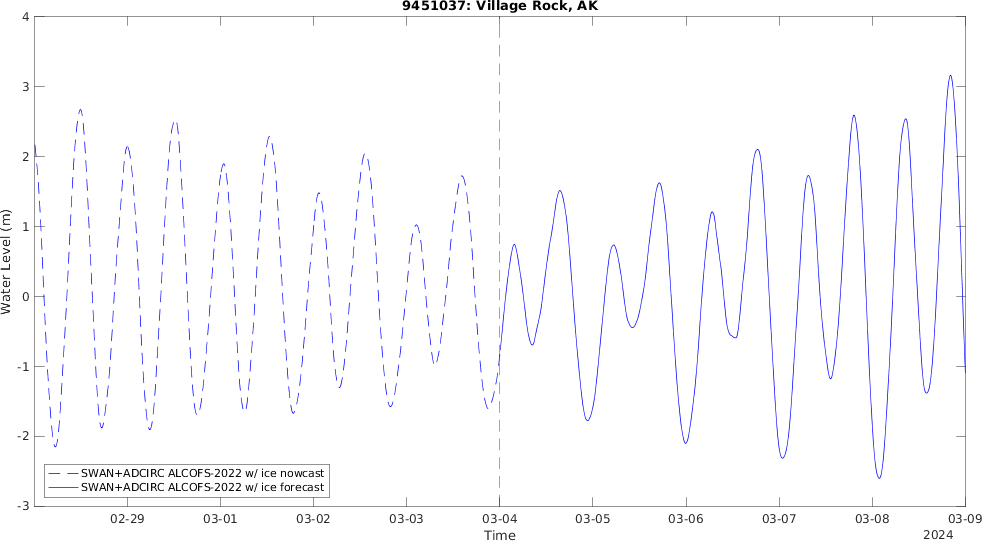 9451037: Village Rock, AK
4
3
2
1
0
-1
-2
-3
Water Level (m)
SWAN+ADCIRC ALCOFS-2022 w/ ice nowcast
SWAN+ADCIRC ALCOFS-2022 w/ ice forecast
02-29 03-01 03-02 03-03 03-04 03-05 03-06 03-07 03-08 03-09
Time
2024